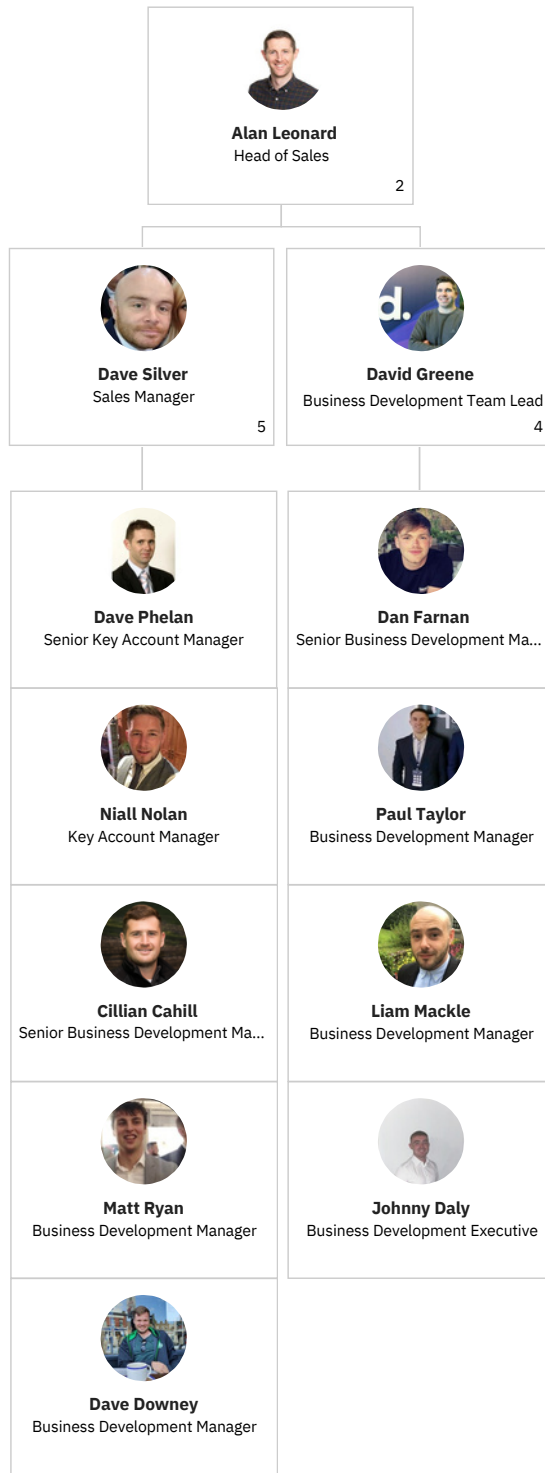 Alan Leonard
Head of Sales
2
Dave Silver
Sales Manager
5
d.
David Greene
Business Development Team Lead
4
Dave Phelan
Senior Key Account Manager
Niall Nolan
Key Account Manager
Cillian Cahill
Senior Business Development Ma...
Matt Ryan
Business Development Manager
Dave Downey
Business Development Manager
Dan Farnan
Senior Business Development Ma...
Paul Taylor
Business Development Manager
Liam Mackle
Business Development Manager
Johnny Daly
Business Development Executive